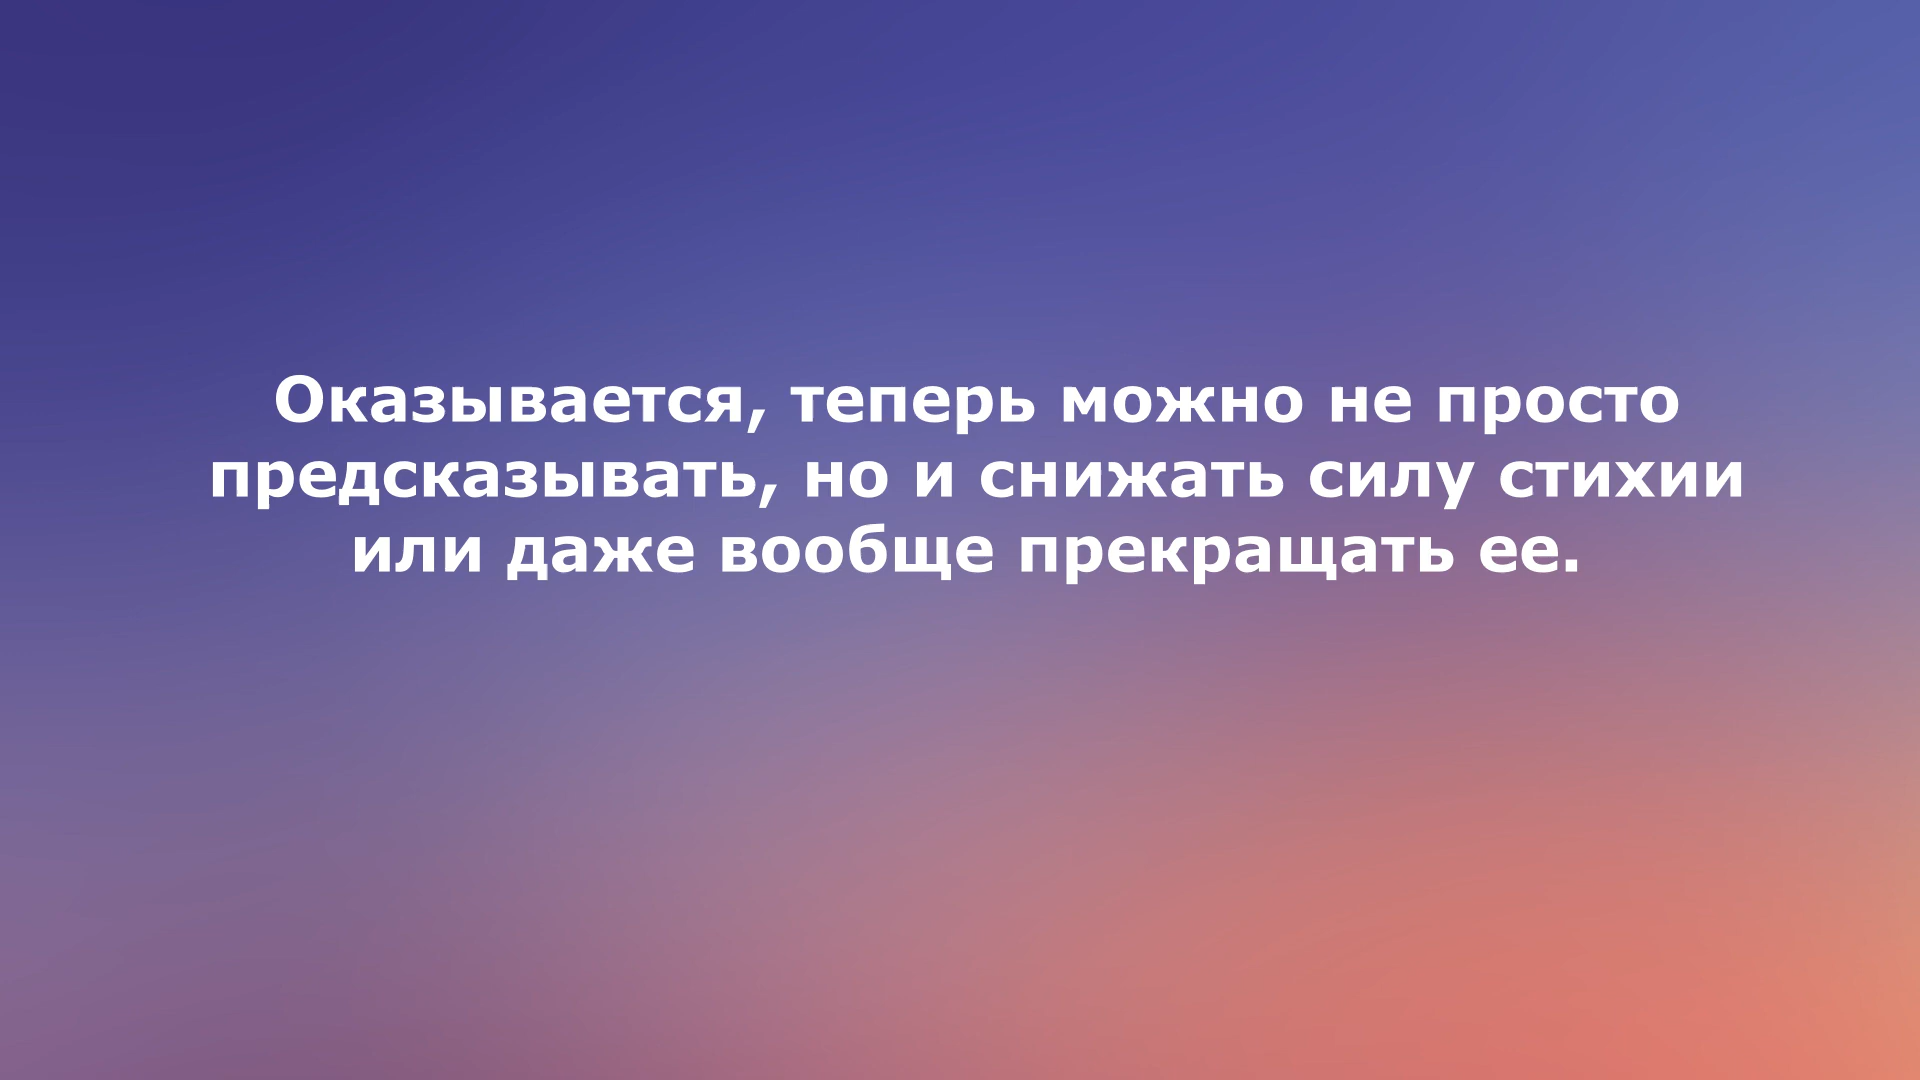 Оказывается, теперь можно не просто
предсказывать, но и снижать силу стихии
или даже вообще прекращать ее.